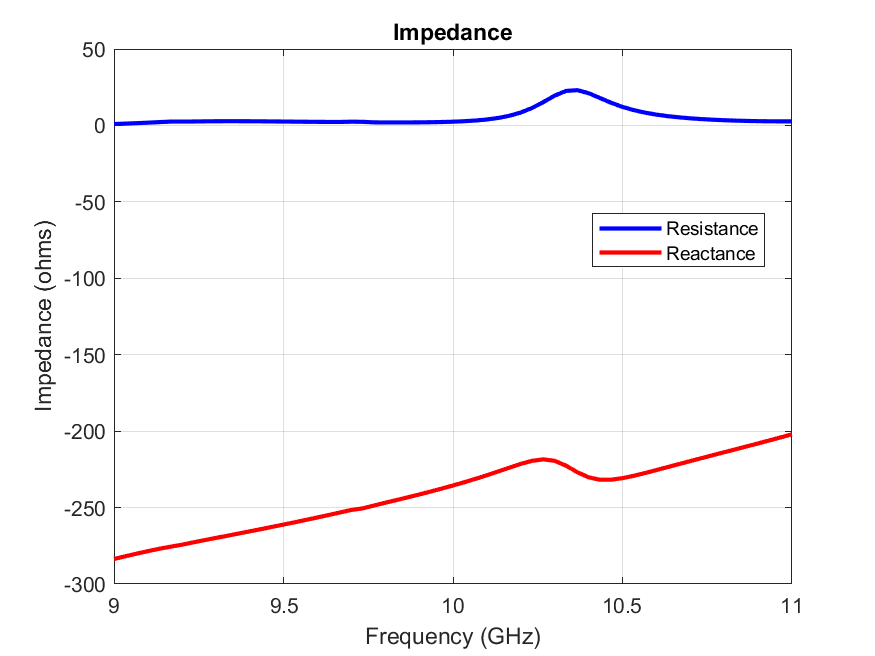 Impedance
50
0
-50
-100
-150
-200
-250
-300
Impedance (ohms)
Resistance
Reactance
9
9.5
10
10.5
11
Frequency (GHz)